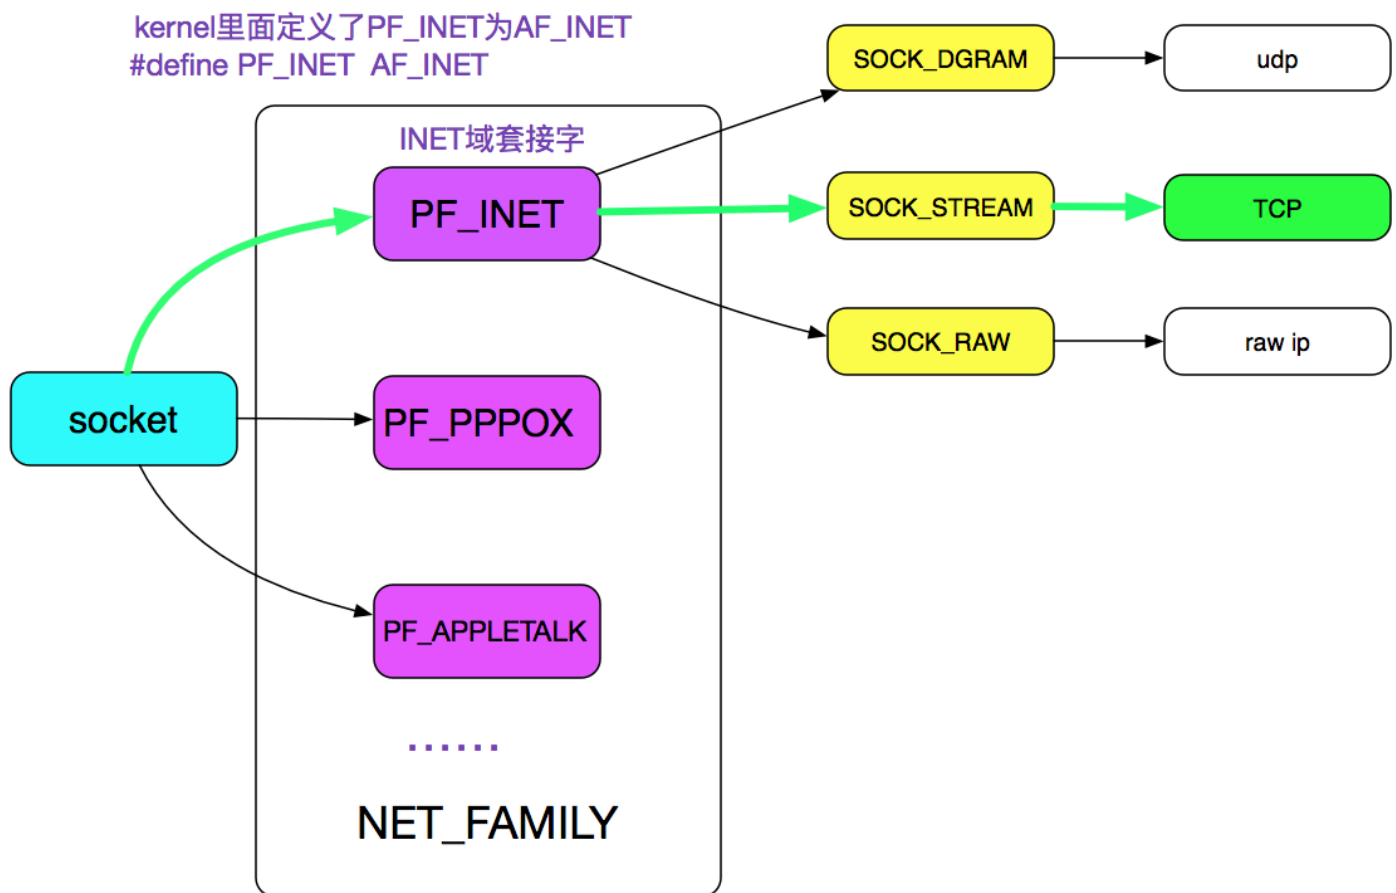 kernel里面定义了PF_INET为AF_INET
#define PF_INET  AF_INET
INET域套接字
SOCK_DGRAM
udp
PF_INET
SOCK_STREAM
TCP
SOCK_RAW
raw ip
socket
PF_PPPOX
PF_APPLETALK
......
NET_FAMILY